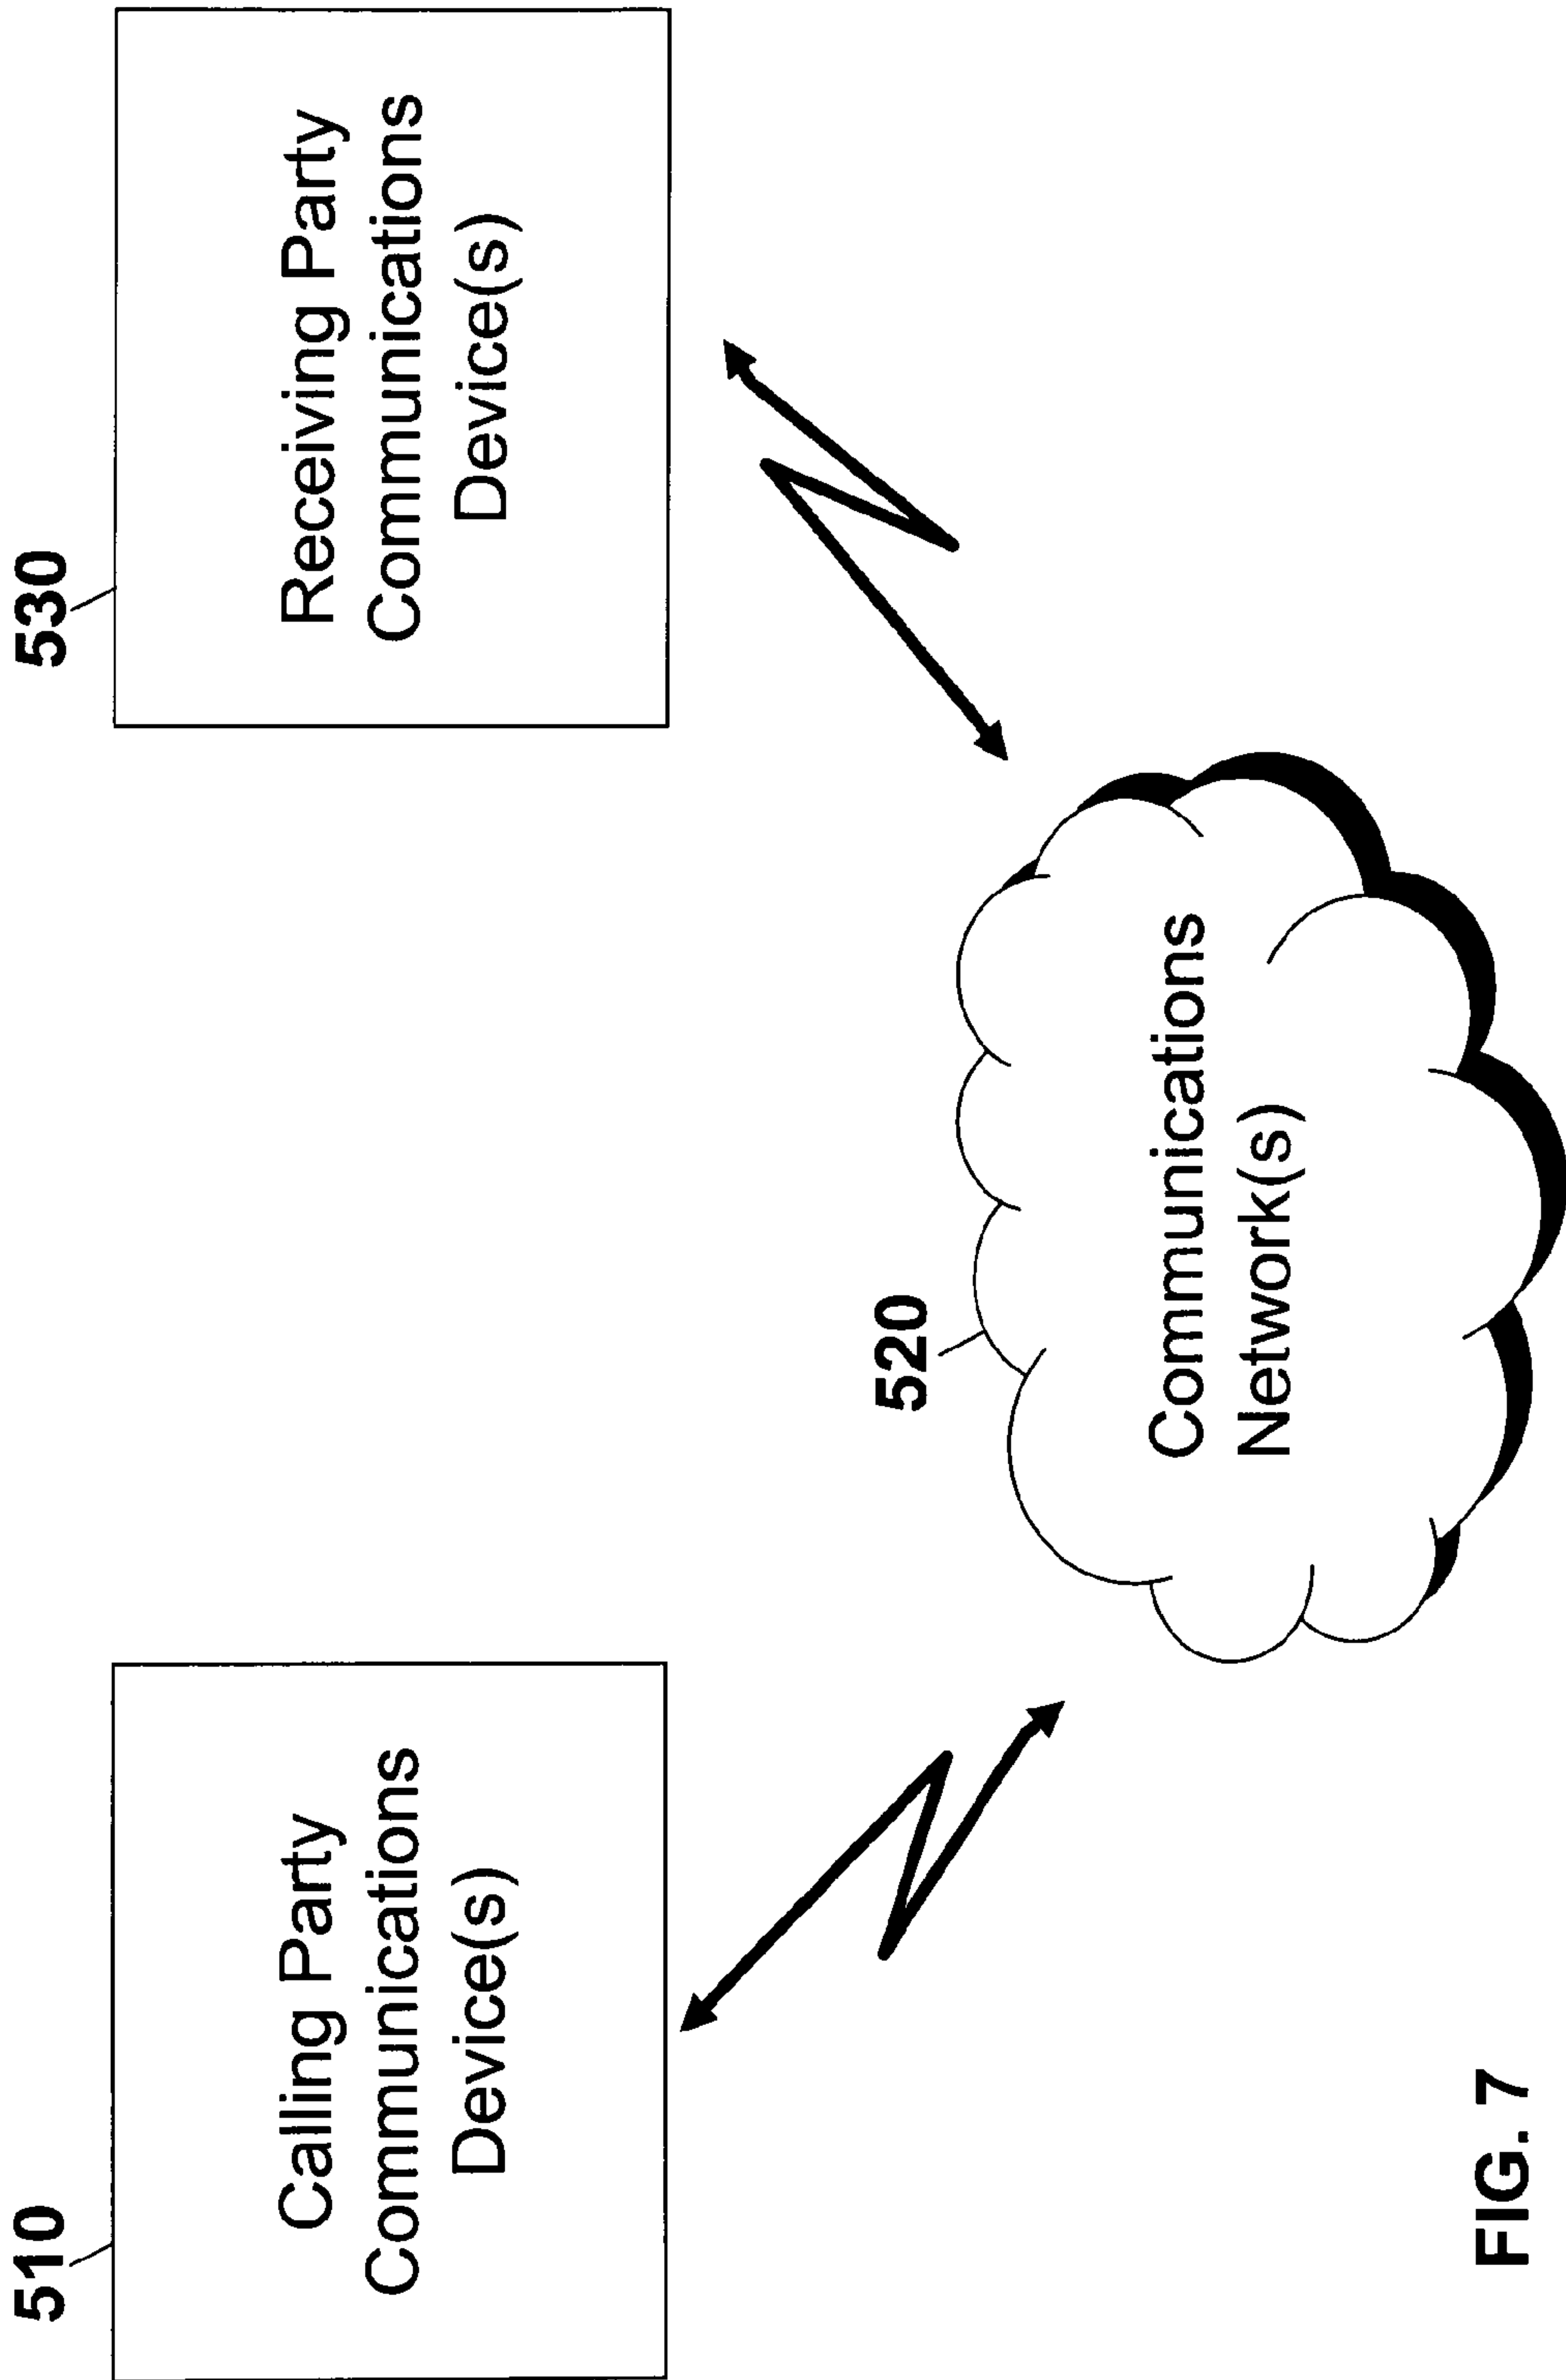 510
Calling Party
Communications
Device(s)
530
Receiving Party
Communications
Device(s)
520
Communications
Network(s)
FIG. 7